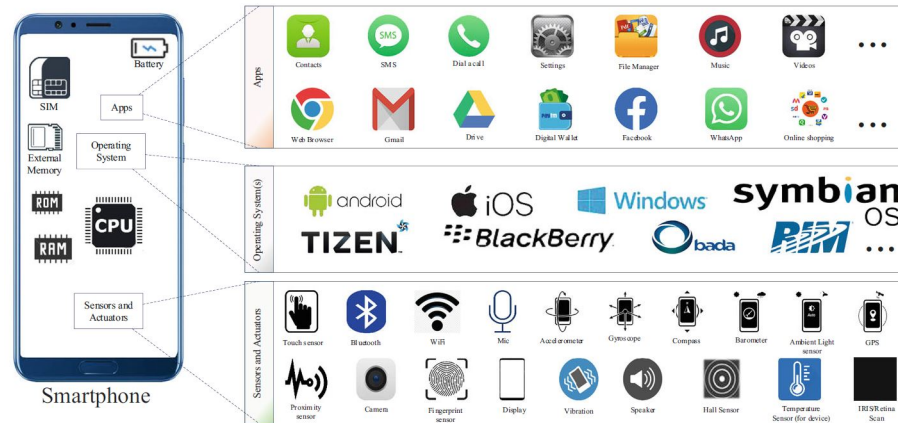 Battery
SIM
Apps
External
Memory
Operating
System
ROM
RAM
CPU
Sensors and
Actuators
Smartphone
Apps
Contacts
SMS
SMS
Dial a call
Settings
File Manager
Music
Videos
Web Browser
Gmail
Drive
Digital Wallet
Facebook
WhatsApp
Online shopping
Operating System(s)
android
iOS
Windows
symbian
OS
TIZEN
BlackBerry
bada
RIM
Sensors and Actuators
Touch sensor
Bluetooth
WiFi
Mic
Accelerometer
Gyroscope
Compass
Barometer
Ambient Light
sensor
GPS
Proximity
sensor
Camera
Fingerprint
sensor
Display
Vibration
Speaker
Hall Sensor
Temperature
Sensor (for device)
IRIS/Retina
Scan